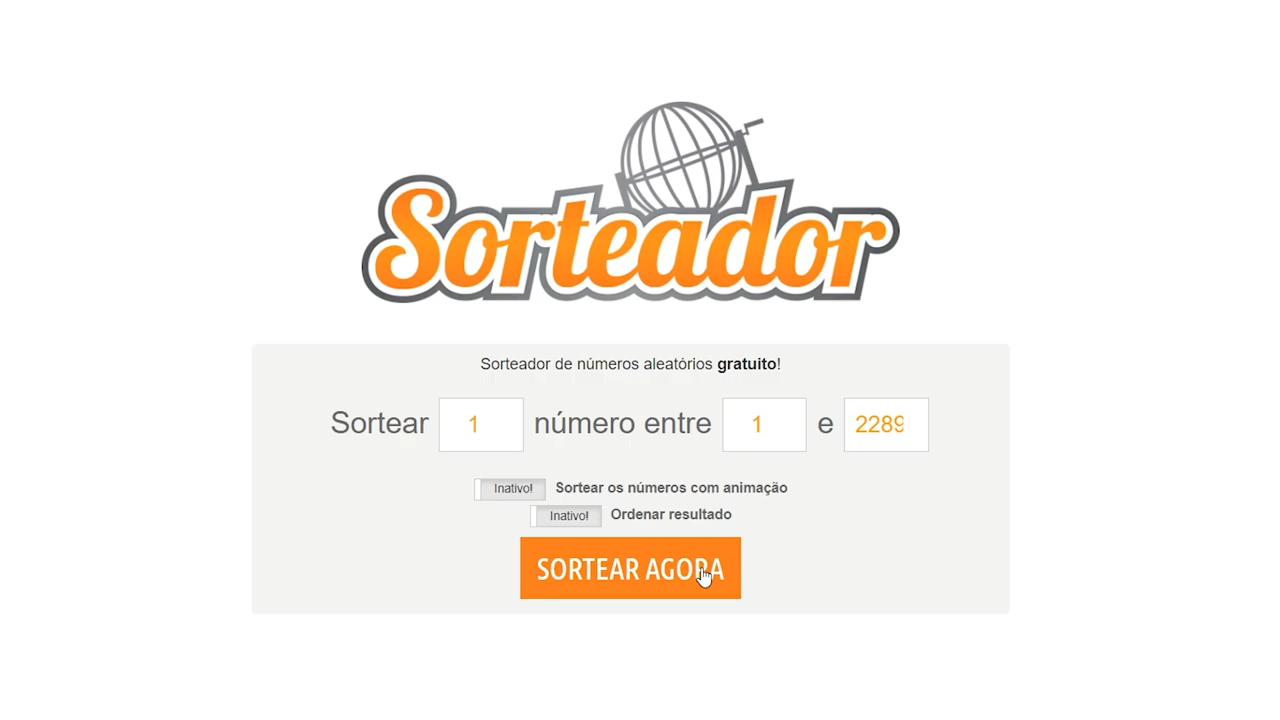 Sorteador
Sorteador de números aleatórios gratuito!
Sortear 1 número entre 1 e 2289
Inativo! Sortear os números com animação
Inativo! Ordenar resultado
SORTEAR AGORA